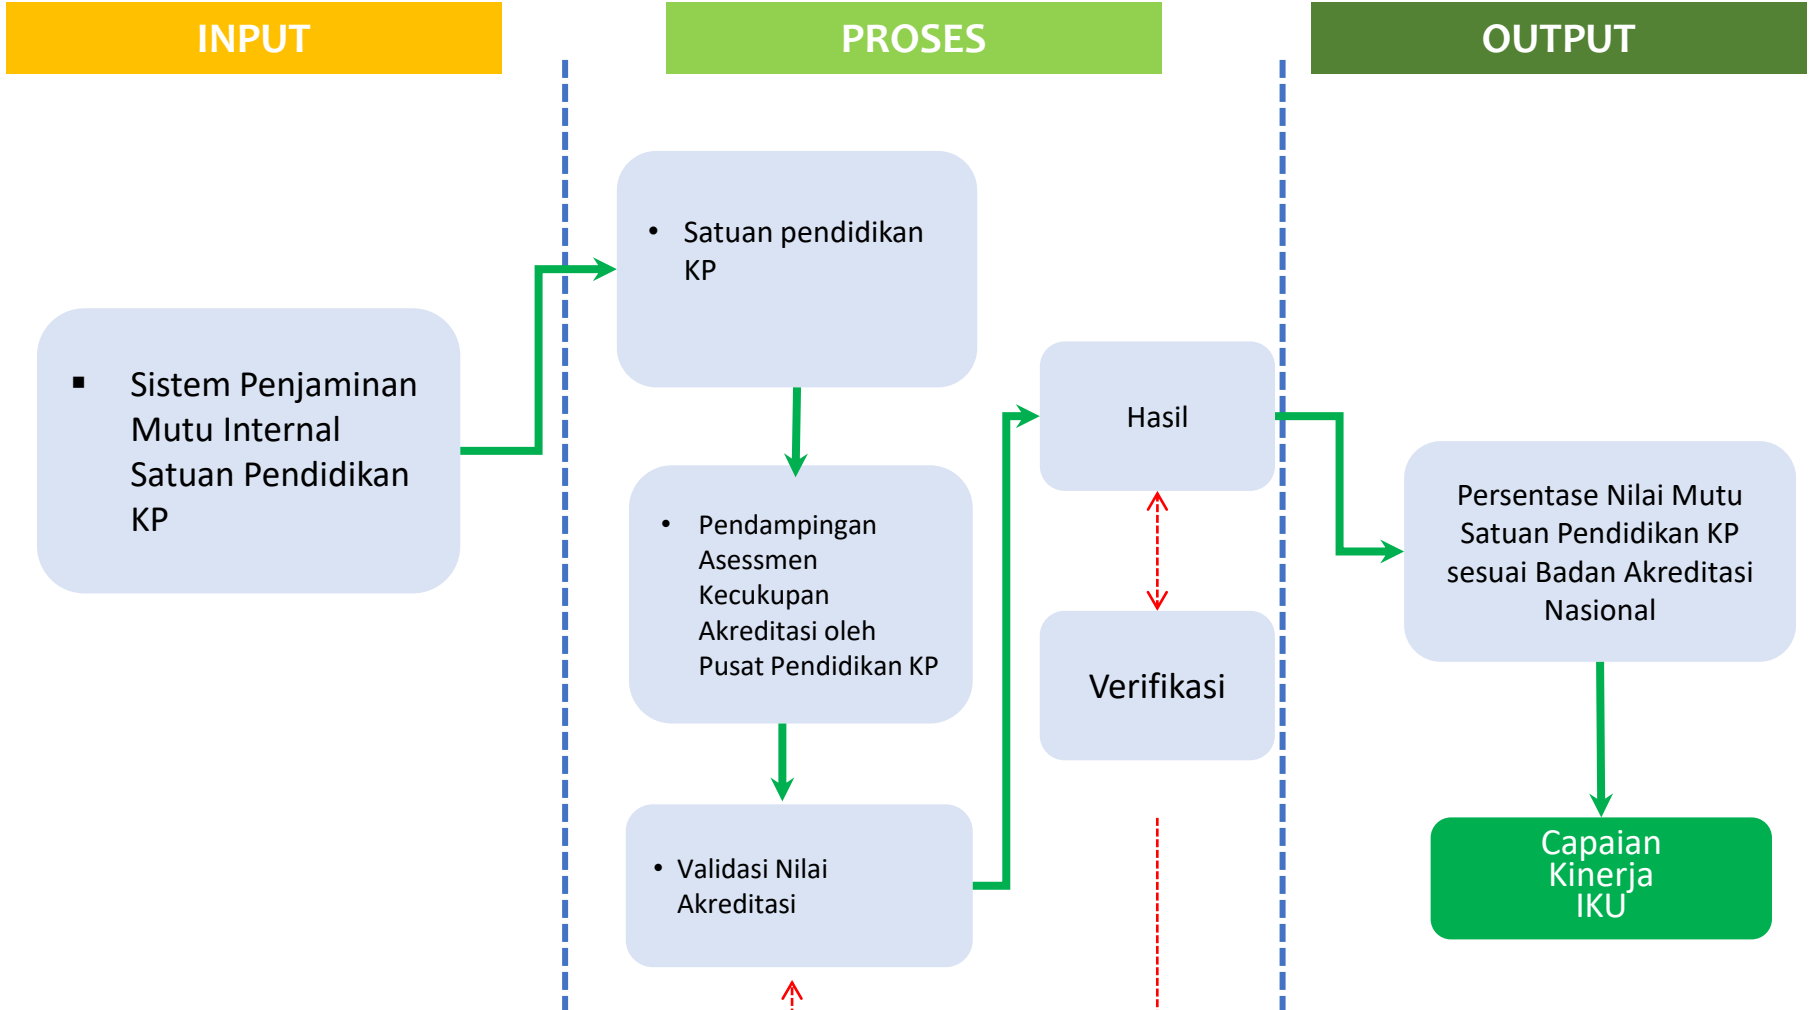 INPUT
PROSES
OUTPUT
▪ Sistem Penjaminan
Mutu Internal
Satuan Pendidikan
KP
• Satuan pendidikan
KP
• Pendampingan
Asessmen
Kecukupan
Akreditasi oleh
Pusat Pendidikan KP
• Validasi Nilai
Akreditasi
Hasil
Verifikasi
Persentase Nilai Mutu
Satuan Pendidikan KP
sesuai Badan Akreditasi
Nasional
Capaian
Kinerja
IKU